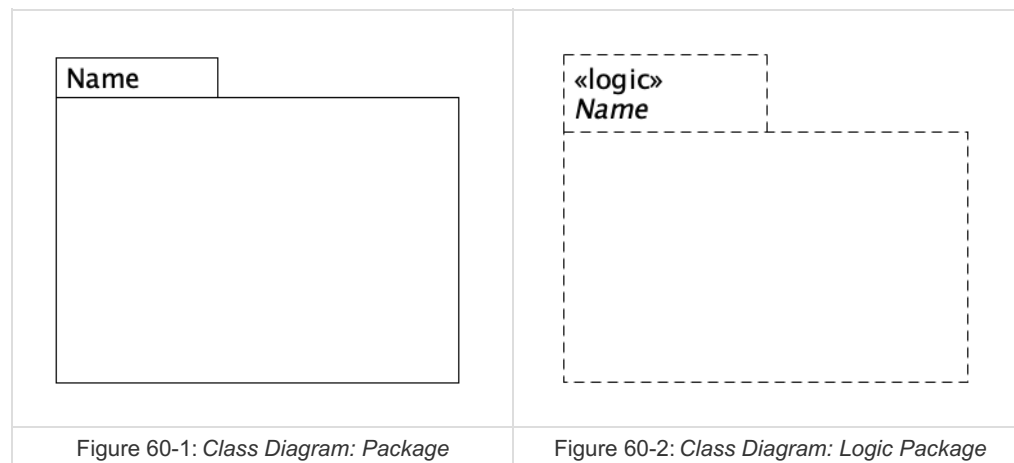 Name
«logic»
Name
Figure 60-1: Class Diagram: Package
Figure 60-2: Class Diagram: Logic Package